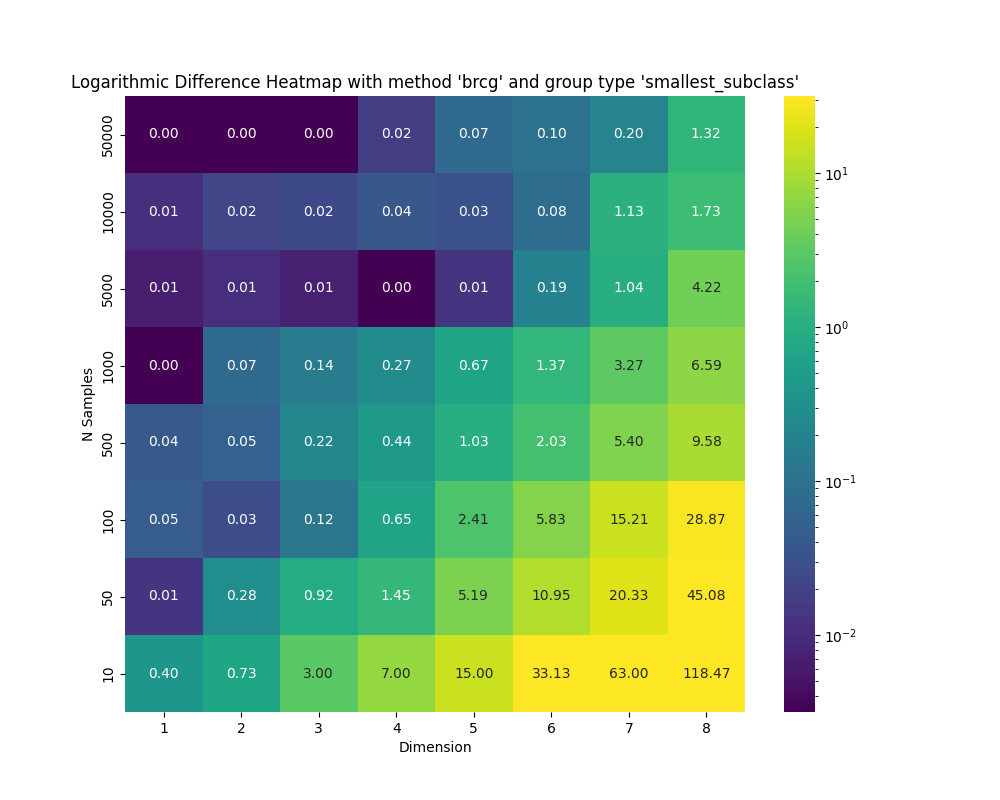 Logarithmic Difference Heatmap with method 'brcg' and group type 'smallest_subclass'
50000 0.00 0.00 0.00 0.02 0.07 0.10 0.20 1.32
10000 0.01 0.02 0.02 0.04 0.03 0.08 1.13 1.73
5000 0.01 0.01 0.01 0.00 0.01 0.19 1.04 4.22
1000 0.00 0.07 0.14 0.27 0.67 1.37 3.27 6.59
500 0.04 0.05 0.22 0.44 1.03 2.03 5.40 9.58
100 0.05 0.03 0.12 0.65 2.41 5.83 15.21 28.87
50 0.01 0.28 0.92 1.45 5.19 10.95 20.33 45.08
10 0.40 0.73 3.00 7.00 15.00 33.13 63.00 118.47
N Samples
1 2 3 4 5 6 7 8
Dimension
10¹
10⁰
10⁻¹
10⁻²